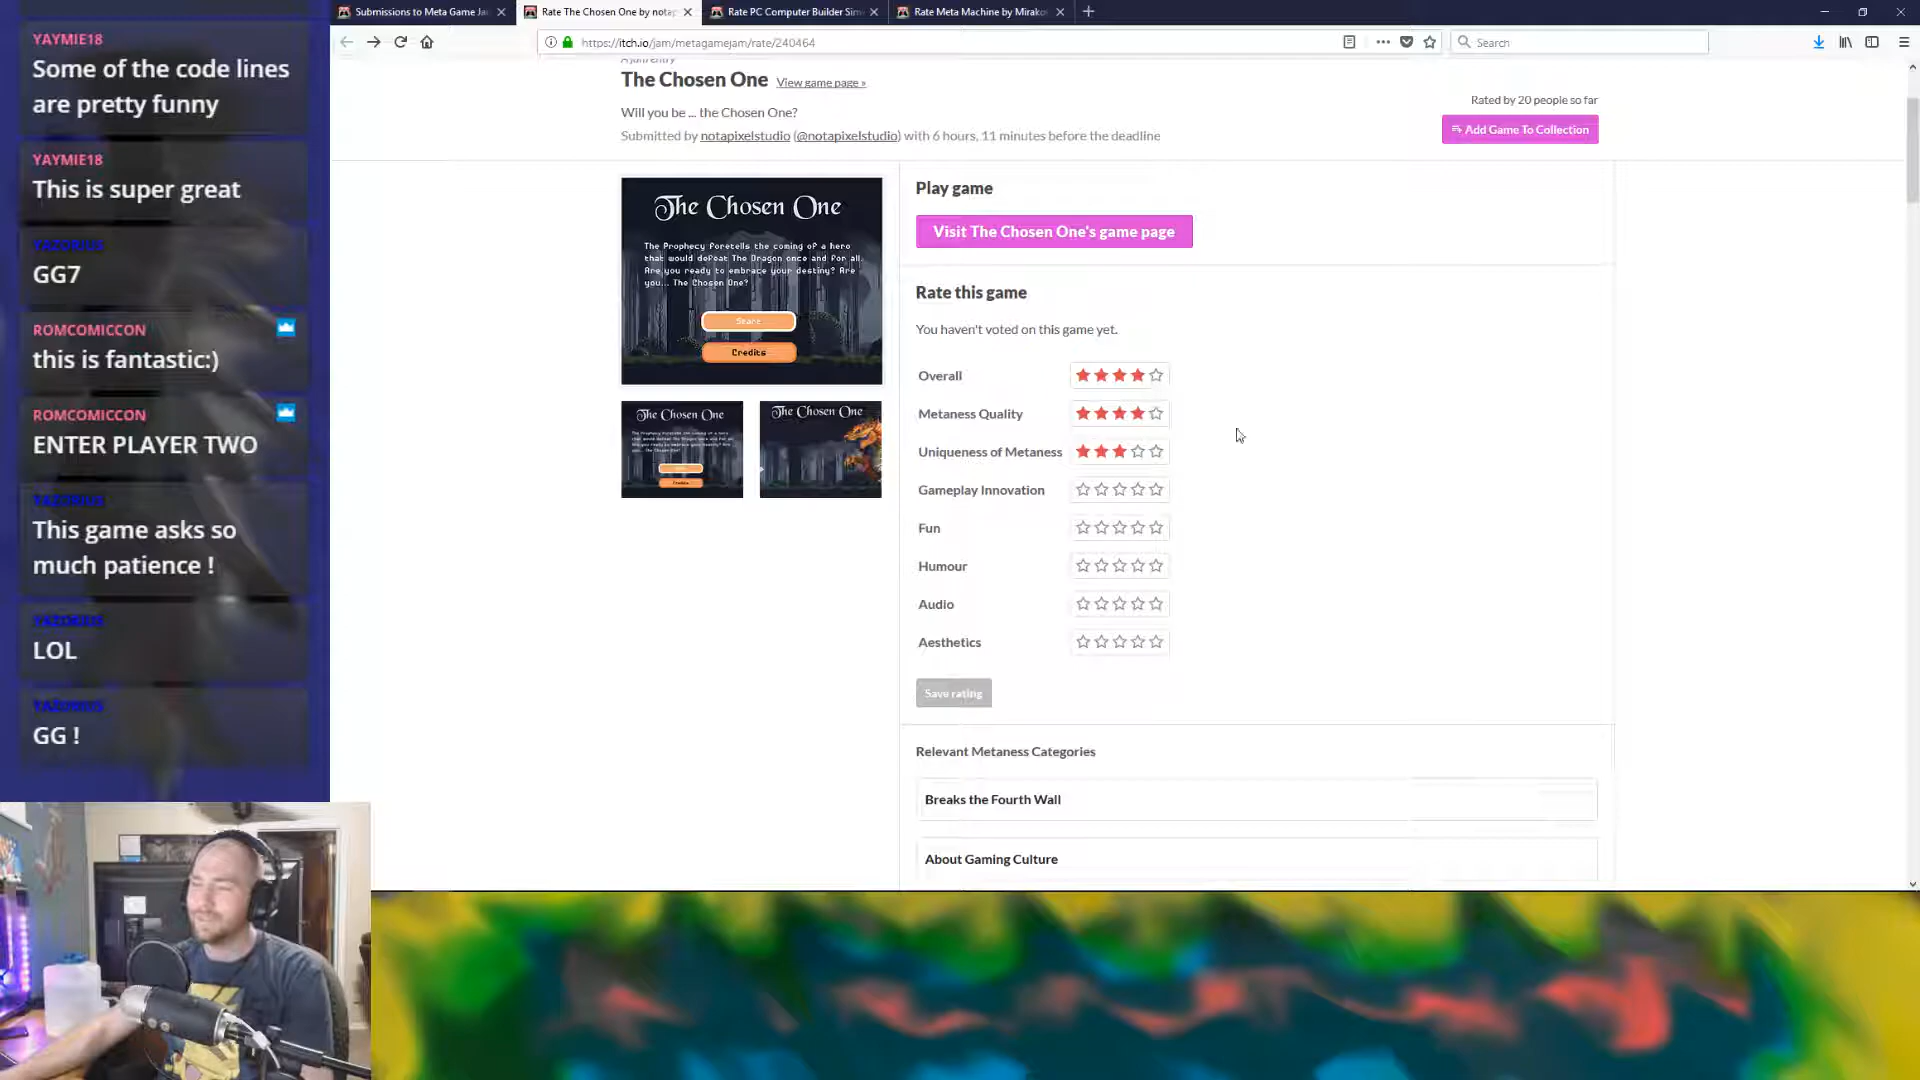 YAYMIE18
Some of the code lines
are pretty funny
YAYMIE18
This is super great
YAZORIUS
GG7
ROMCOMICCON
this is fantastic:)
ROMCOMICCON
ENTER PLAYER TWO
YAZORIUS
This game asks so
much patience !
YAZORIUS
LOL
YAZORIUS
GG !
Submissions to Meta Game Ja
Rate The Chosen One by notap
Rate PC Computer Builder Sim
Rate Meta Machine by Mirako
https://itch.io/jam/metagamejam/rate/240464
Search
A jam entry
The Chosen One View game page »
Will you be ... the Chosen One?
Submitted by notapixelstudio (@notapixelstudio) with 6 hours, 11 minutes before the deadline
Rated by 20 people so far
Add Game To Collection
The Chosen One
The Prophecy foretells the coming of a hero
that would defeat The Dragon once and for all.
Are you ready to embrace your destiny? Are
you... The Chosen One?
Start
Credits
The Chosen One
Credits
The Chosen One
Play game
Visit The Chosen One's game page
Rate this game
You haven't voted on this game yet.
Overall
Metaness Quality
Uniqueness of Metaness
Gameplay Innovation
Fun
Humour
Audio
Aesthetics
Save rating
Relevant Metaness Categories
Breaks the Fourth Wall
About Gaming Culture